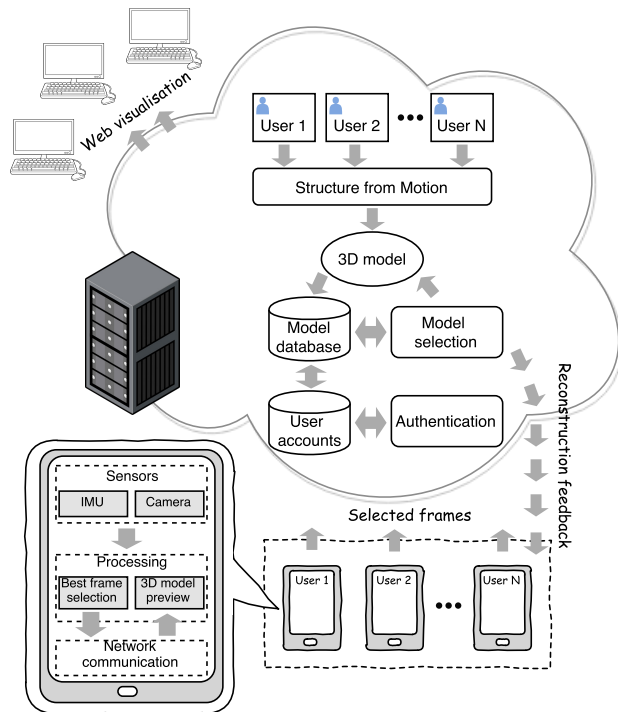 Web visualisation
User 1
User 2
User N
Structure from Motion
3D model
Model
database
Model
selection
User
accounts
Authentication
Reconstruction feedback
Selected frames
User 1
User 2
User N
Sensors
IMU
Camera
Processing
Best frame
selection
3D model
preview
Network
communication